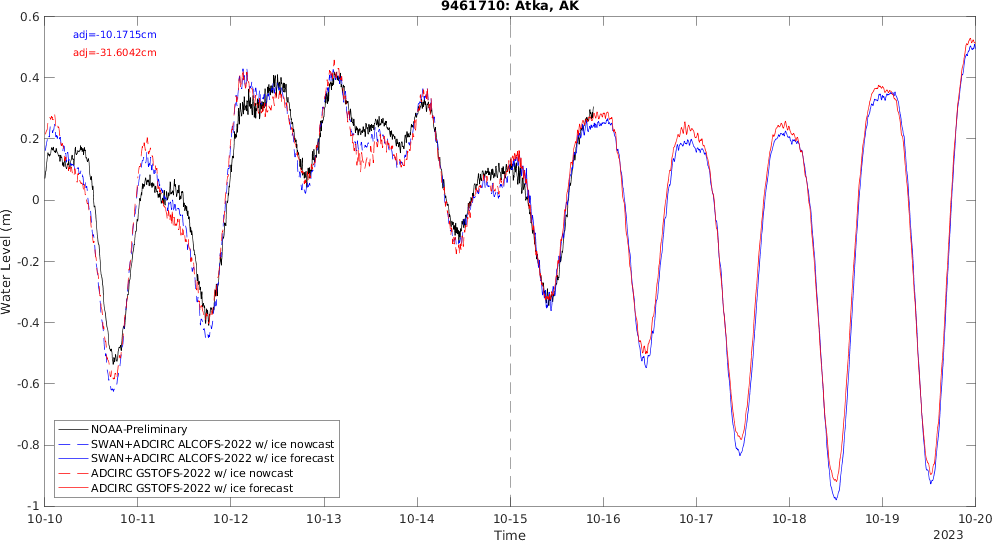 9461710: Atka, AK
adj=-10.1715cm
adj=-31.6042cm
0.6
0.4
0.2
0
-0.2
-0.4
-0.6
-0.8
-1
Water Level (m)
NOAA-Preliminary
SWAN+ADCIRC ALCOFS-2022 w/ ice nowcast
SWAN+ADCIRC ALCOFS-2022 w/ ice forecast
ADCIRC GSTOFS-2022 w/ ice nowcast
ADCIRC GSTOFS-2022 w/ ice forecast
10-10 10-11 10-12 10-13 10-14 10-15 10-16 10-17 10-18 10-19 10-20
Time
2023